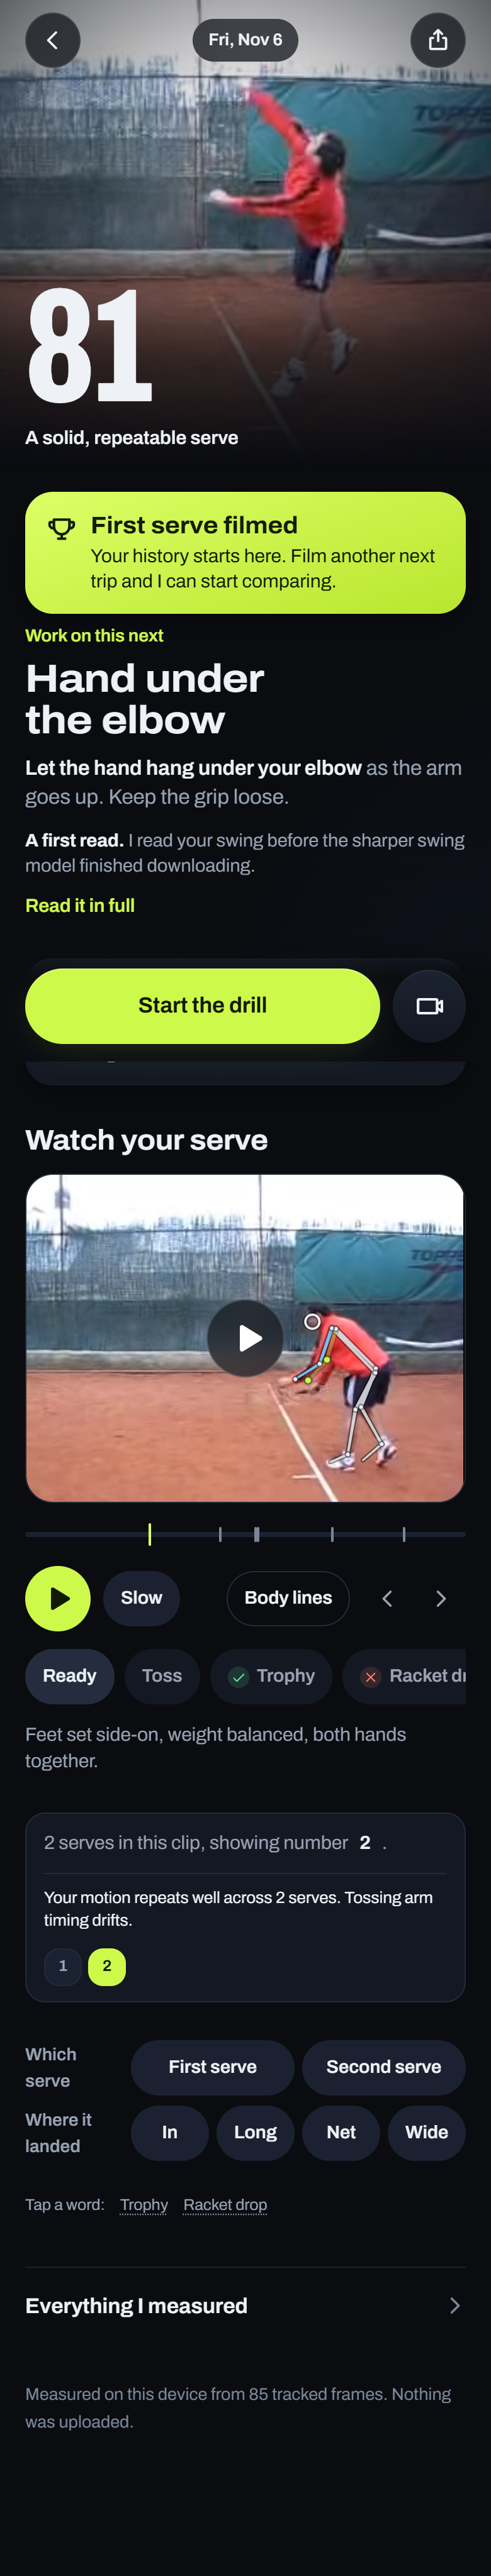 Fri, Nov 6
81
A solid, repeatable serve
First serve filmed
Your history starts here. Film another next
trip and I can start comparing.
Work on this next
Hand under
the elbow
Let the hand hang under your elbow as the arm
goes up. Keep the grip loose.
A first read. I read your swing before the sharper swing
model finished downloading.
Read it in full
Start the drill
Watch your serve
Slow
Body lines
Ready
Toss
Trophy
Racket
Feet set side-on, weight balanced, both hands
together.
2 serves in this clip, showing number 2 .
Your motion repeats well across 2 serves. Tossing arm
timing drifts.
1
2
Which
serve
First serve
Second serve
Where it
landed
In
Long
Net
Wide
Tap a word: Trophy Racket drop
Everything I measured
Measured on this device from 85 tracked frames. Nothing
was uploaded.